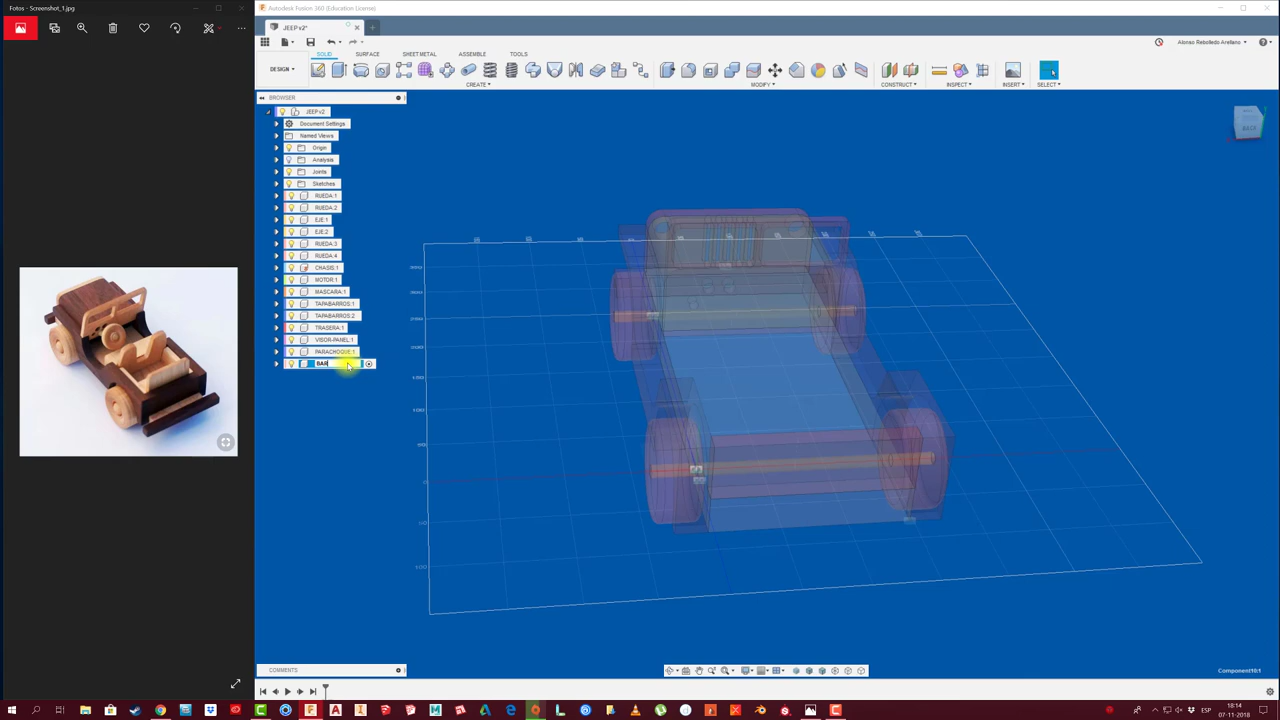 Fotos - Screenshot_1.jpg
Autodesk Fusion 360 (Education License)
JEEP v2*
Alonso Rebolledo Arellano
SOLID SURFACE SHEET METAL ASSEMBLE TOOLS
DESIGN
CREATE MODIFY CONSTRUCT INSPECT INSERT SELECT
BROWSER
JEEP v2
Document Settings
Named Views
Origin
Analysis
Joints
Sketches
RUEDA:1
RUEDA:2
EJE:1
EJE:2
RUEDA:3
RUEDA:4
CHASIS:1
MOTOR:1
MASCARA:1
TAPABARROS:1
TAPABARROS:2
TRASERA:1
VISOR-PANEL:1
PARACHOQUE:1
BAR
BACK
COMMENTS
Component10:1
ESP
18:14
07-11-2018